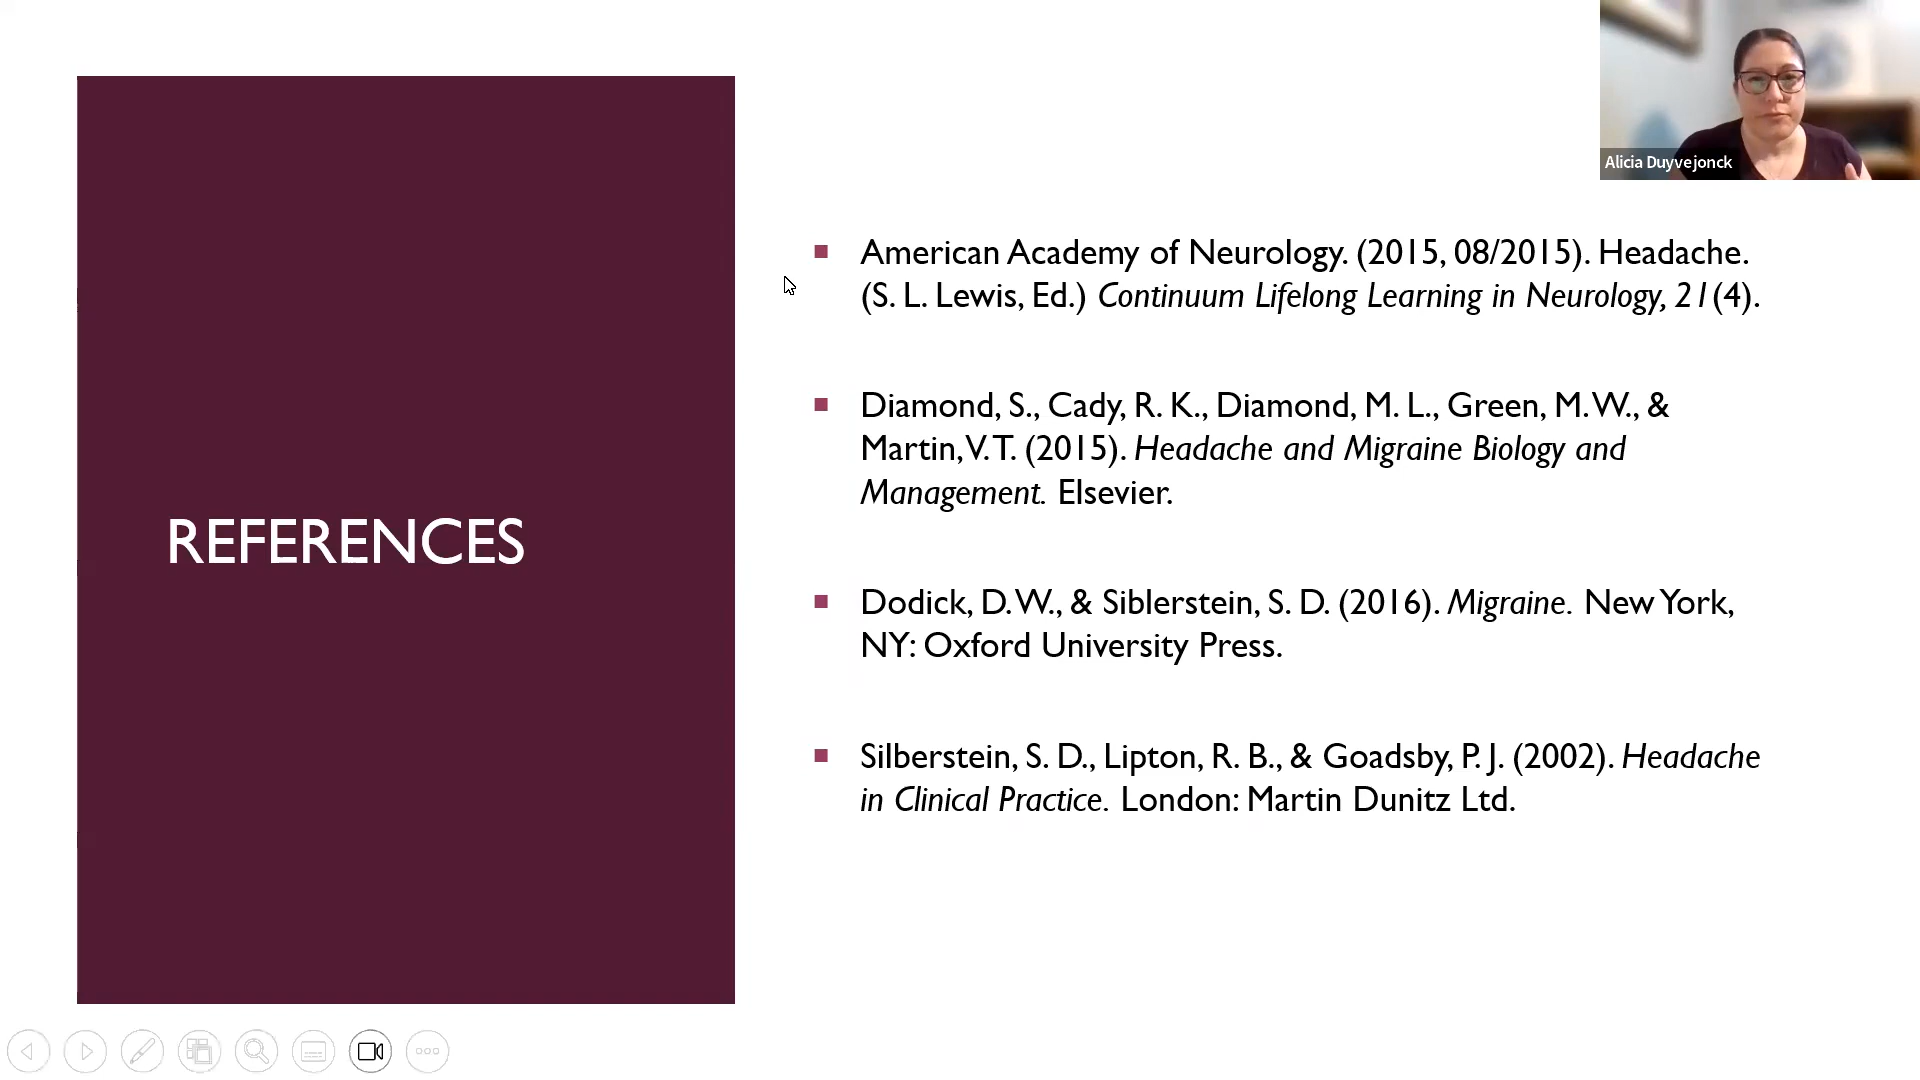 Alicia Duyvejonck
REFERENCES
American Academy of Neurology. (2015, 08/2015). Headache.
(S. L. Lewis, Ed.) Continuum Lifelong Learning in Neurology, 21(4).
Diamond, S., Cady, R. K., Diamond, M. L., Green, M. W., &
Martin, V. T. (2015). Headache and Migraine Biology and
Management. Elsevier.
Dodick, D. W., & Siblerstein, S. D. (2016). Migraine. New York,
NY: Oxford University Press.
Silberstein, S. D., Lipton, R. B., & Goadsby, P. J. (2002). Headache
in Clinical Practice. London: Martin Dunitz Ltd.